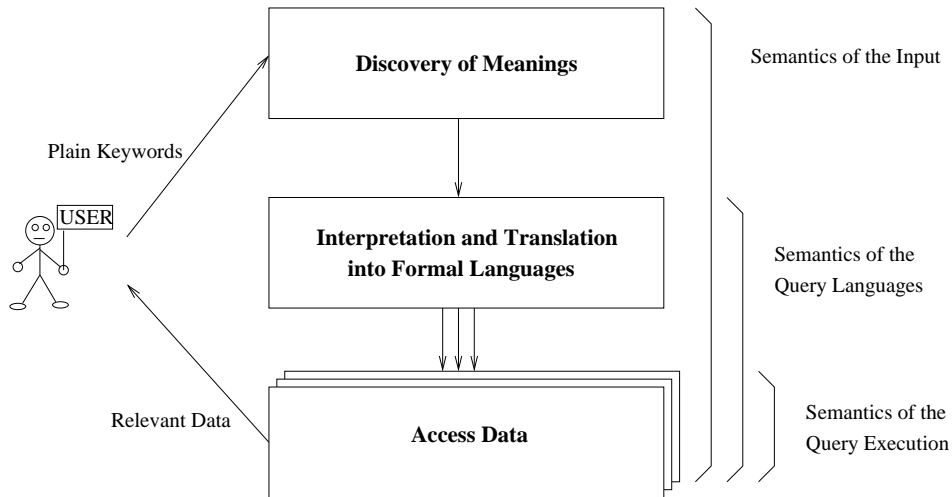 Discovery of Meanings
Semantics of the Input
Plain Keywords
USER
Interpretation and Translation
into Formal Languages
Semantics of the
Query Languages
Relevant Data
Access Data
Semantics of the
Query Execution